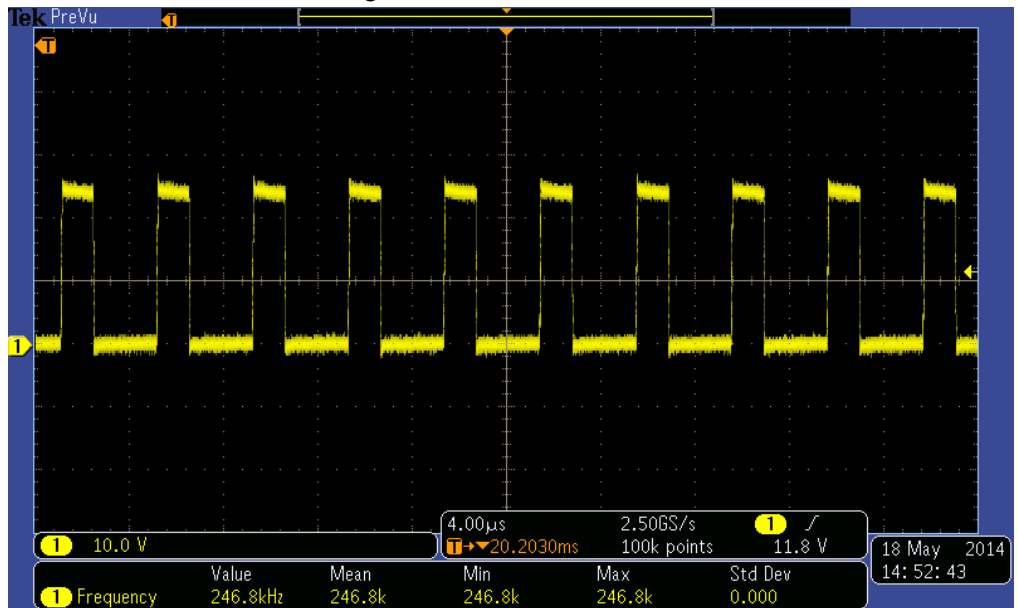 Tek PreVu
T
T
1
4.00µs 2.50GS/s 1
1 10.0 V T→▼20.2030ms 100k points 11.8 V
18 May 2014
14:52:43
Value Mean Min Max Std Dev
1 Frequency 246.8kHz 246.8k 246.8k 246.8k 0.000